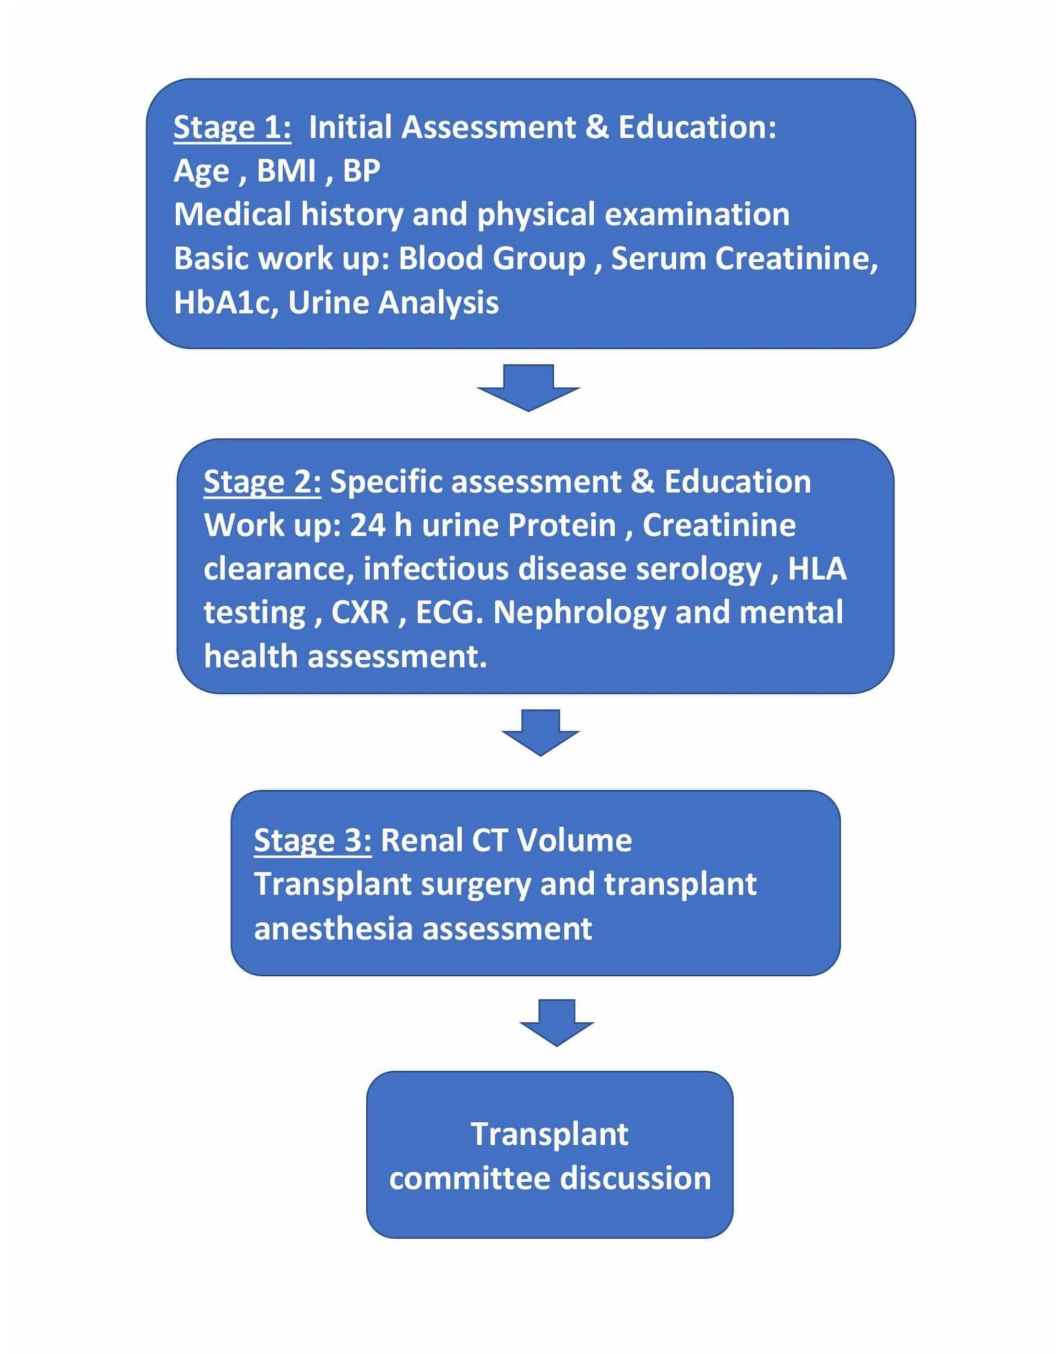 Stage 1:  Initial Assessment & Education:
Age , BMI , BP
Medical history and physical examination
Basic work up: Blood Group , Serum Creatinine,
HbA1c, Urine Analysis
Stage 2: Specific assessment & Education
Work up: 24 h urine Protein , Creatinine
clearance, infectious disease serology , HLA
testing , CXR , ECG. Nephrology and mental
health assessment.
Stage 3: Renal CT Volume
Transplant surgery and transplant
anesthesia assessment
Transplant
committee discussion